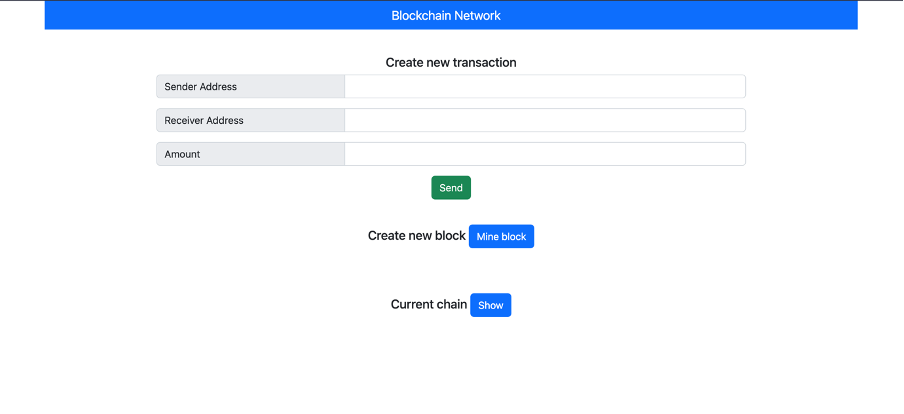 Blockchain Network
Create new transaction
Sender Address
Receiver Address
Amount
Send
Create new block Mine block
Current chain Show